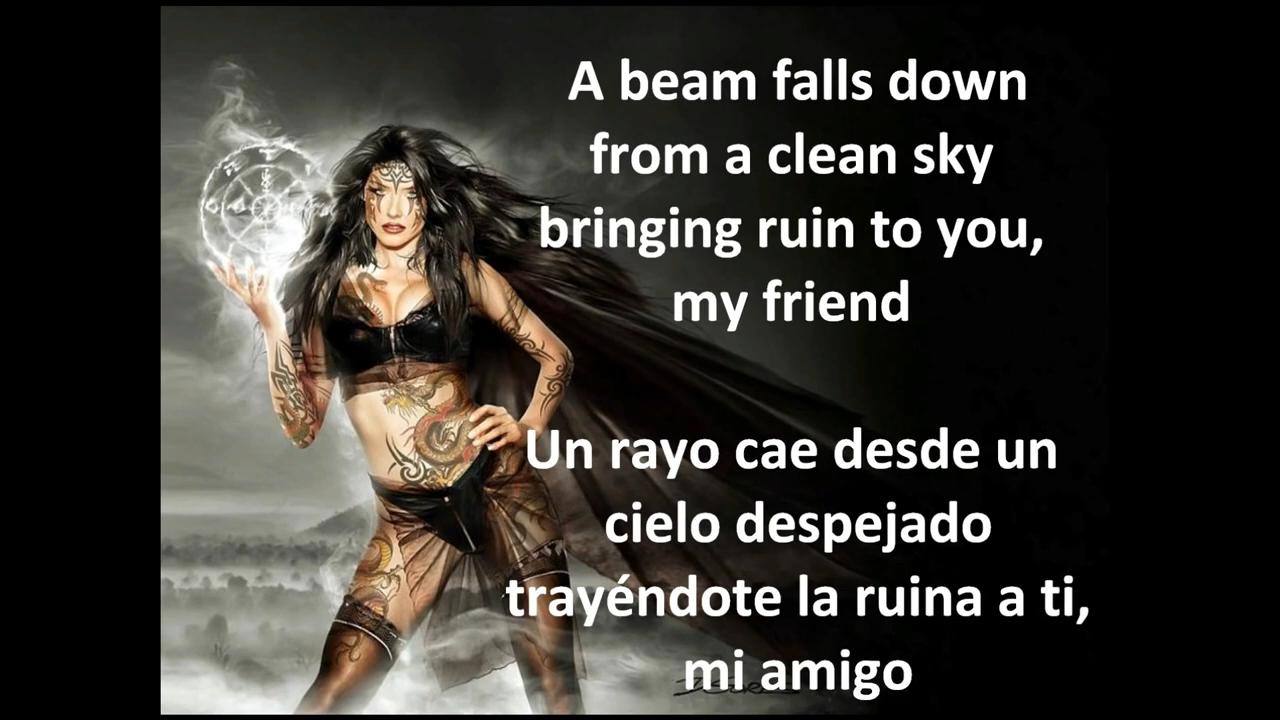 A beam falls down
from a clean sky
bringing ruin to you,
my friend
Un rayo cae desde un
cielo despejado
trayéndote la ruina a ti,
mi amigo